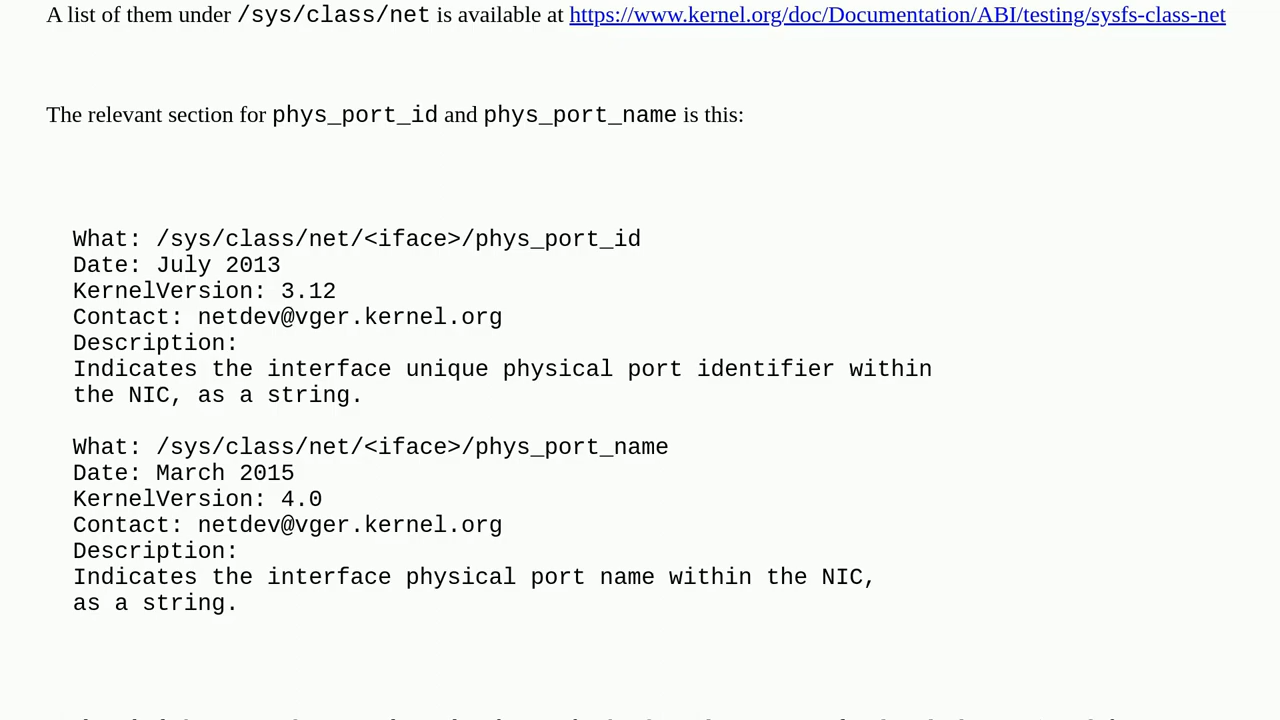 A list of them under /sys/class/net is available at https://www.kernel.org/doc/Documentation/ABI/testing/sysfs-class-net
The relevant section for phys_port_id and phys_port_name is this:
What: /sys/class/net/<iface>/phys_port_id
Date: July 2013
KernelVersion: 3.12
Contact: netdev@vger.kernel.org
Description:
Indicates the interface unique physical port identifier within
the NIC, as a string.
What: /sys/class/net/<iface>/phys_port_name
Date: March 2015
KernelVersion: 4.0
Contact: netdev@vger.kernel.org
Description:
Indicates the interface physical port name within the NIC,
as a string.